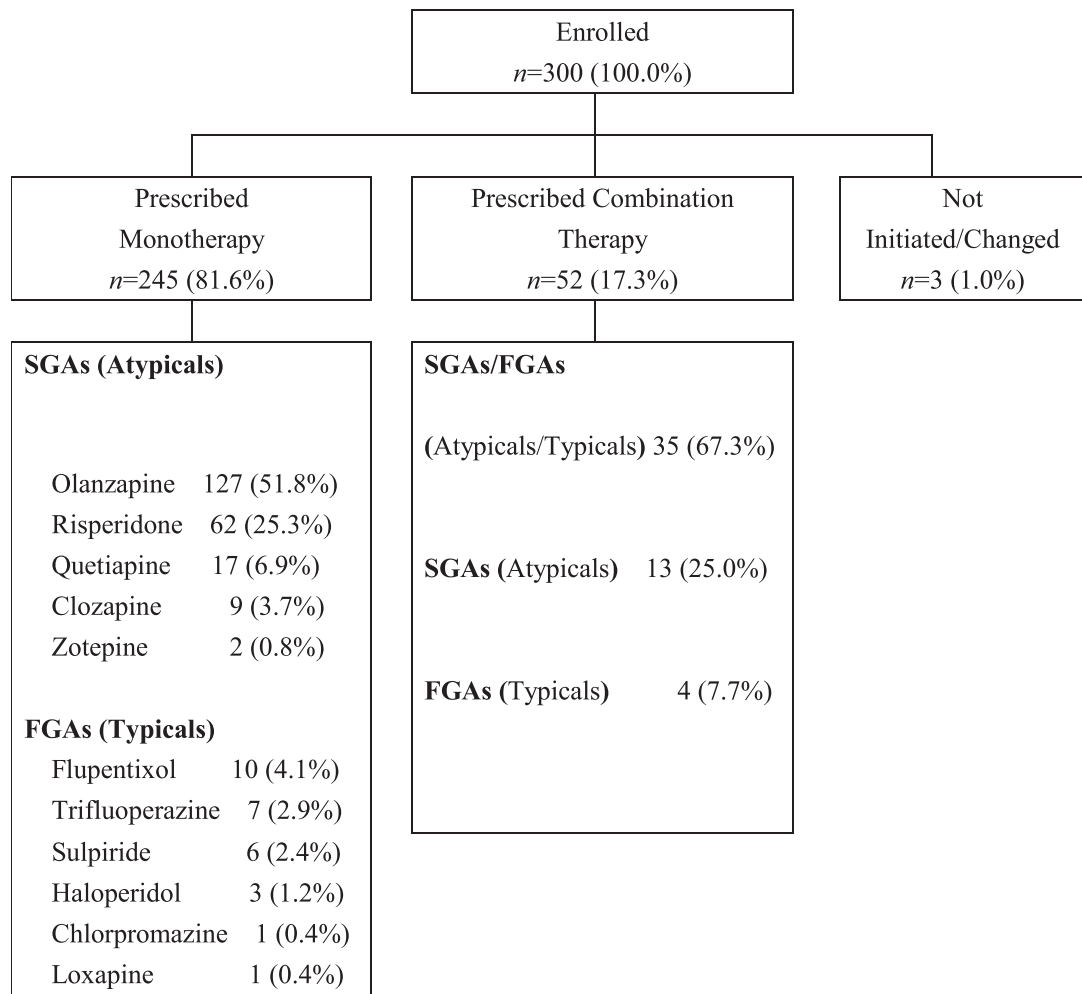 Enrolled
n=300 (100.0%)
Prescribed
Monotherapy
n=245 (81.6%)
Prescribed Combination
Therapy
n=52 (17.3%)
Not
Initiated/Changed
n=3 (1.0%)
SGAs (Atypicals)
Olanzapine 127 (51.8%)
Risperidone 62 (25.3%)
Quetiapine 17 (6.9%)
Clozapine 9 (3.7%)
Zotepine 2 (0.8%)
FGAs (Typicals)
Flupentixol 10 (4.1%)
Trifluoperazine 7 (2.9%)
Sulpiride 6 (2.4%)
Haloperidol 3 (1.2%)
Chlorpromazine 1 (0.4%)
Loxapine 1 (0.4%)
SGAs/FGAs
(Atypicals/Typicals) 35 (67.3%)
SGAs (Atypicals) 13 (25.0%)
FGAs (Typicals) 4 (7.7%)